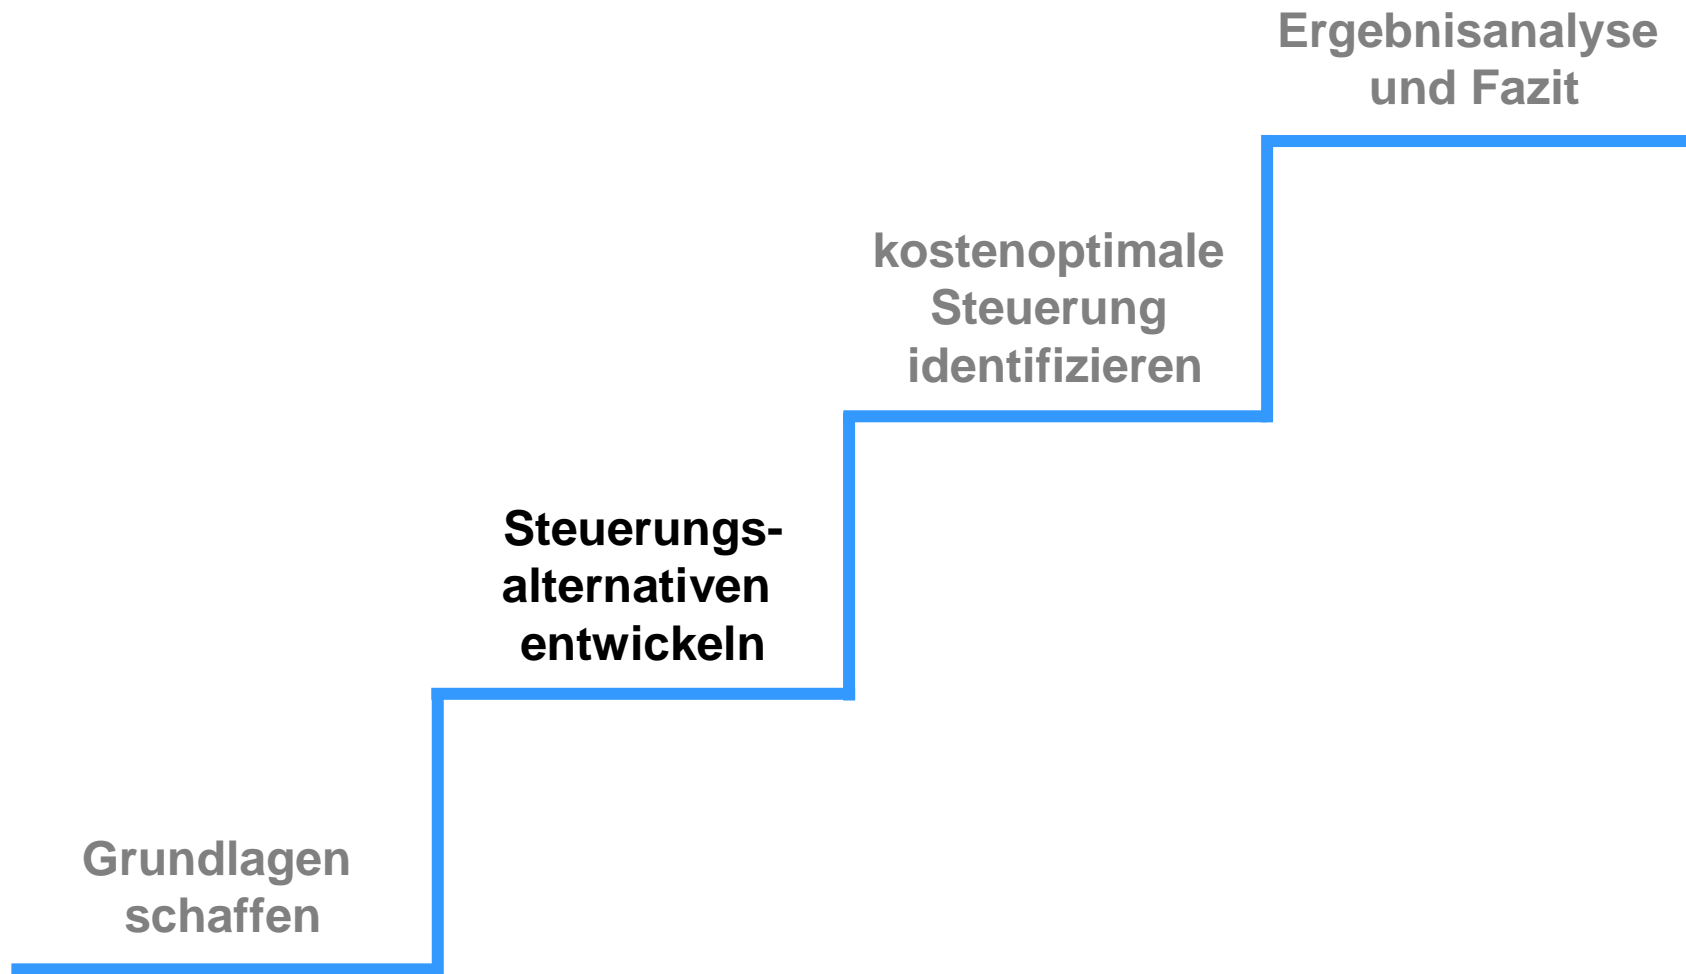 Ergebnisanalyse
und Fazit
kostenoptimale
Steuerung
identifizieren
Steuerungs-
alternativen
entwickeln
Grundlagen
schaffen